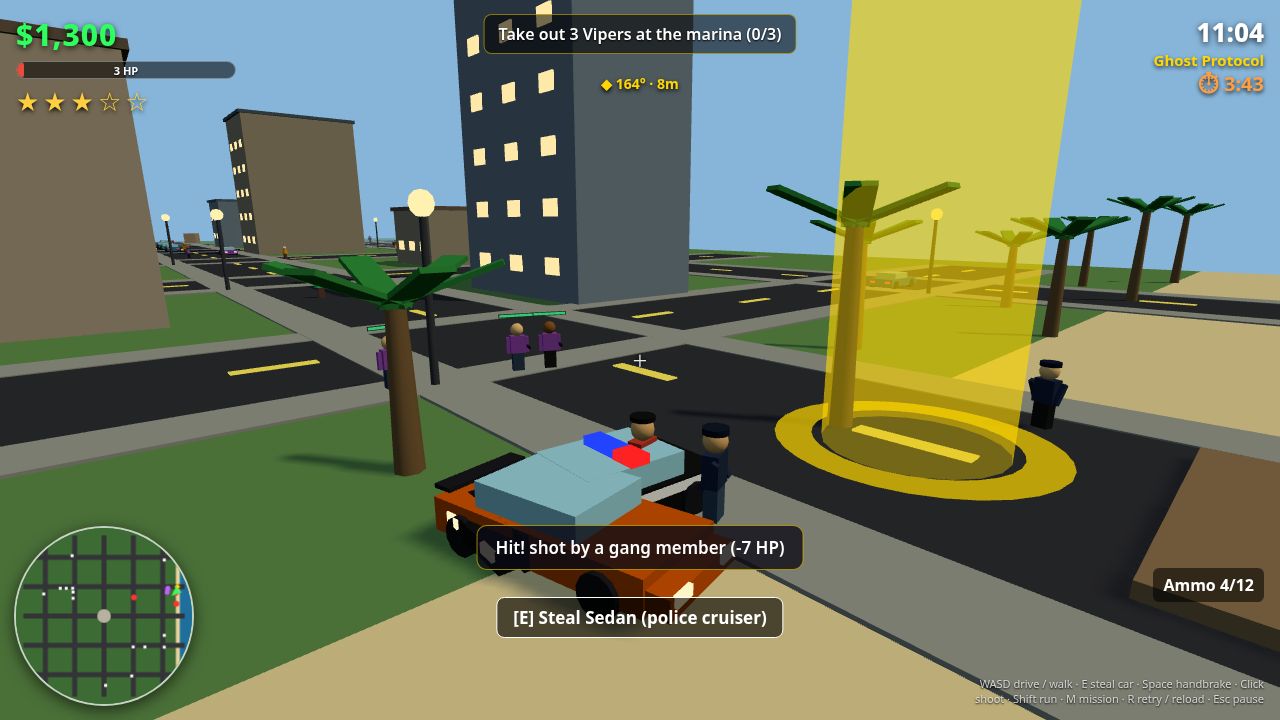 $1,300
3 HP
★ ★ ★ ☆ ☆
Take out 3 Vipers at the marina (0/3)
◆ 164° · 8m
11:04
Ghost Protocol
⏱ 3:43
Hit! shot by a gang member (-7 HP)
[E] Steal Sedan (police cruiser)
Ammo 4/12
WASD drive / walk · E steal car · Space handbrake · Click
shoot · Shift run · M mission · R retry / reload · Esc pause